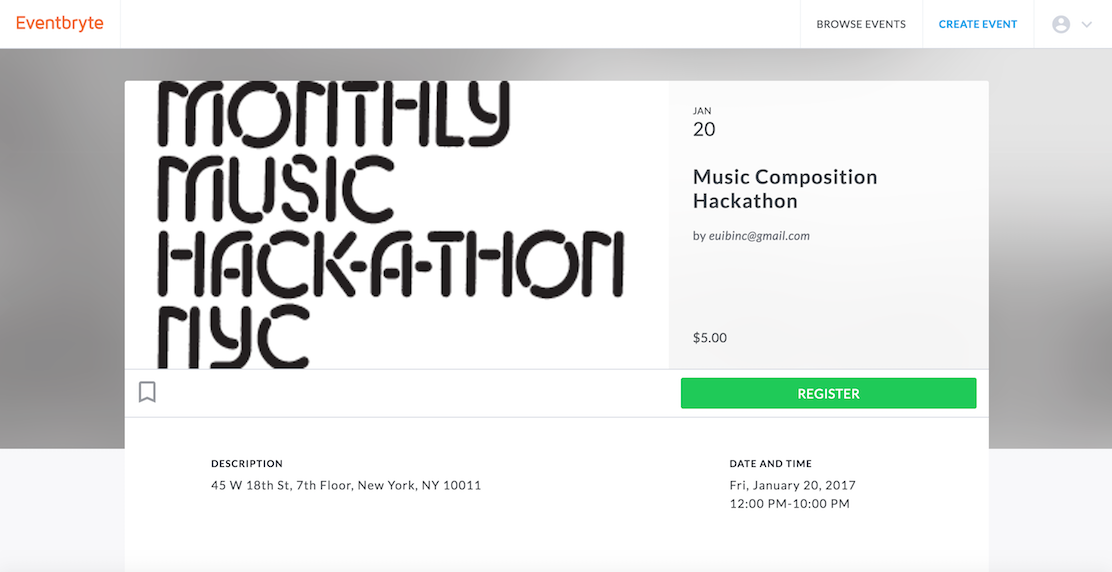 Eventbryte
BROWSE EVENTS
CREATE EVENT
MONTHLY
MUSIC
HACK-A-THON
NYC
JAN
20
Music Composition
Hackathon
by euibinc@gmail.com
$5.00
REGISTER
DESCRIPTION
45 W 18th St, 7th Floor, New York, NY 10011
DATE AND TIME
Fri, January 20, 2017
12:00 PM-10:00 PM